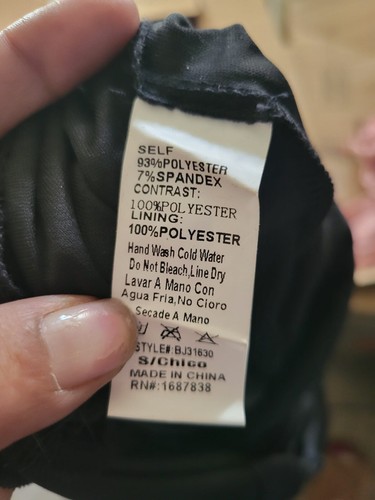 SELF
93%POLYESTER
7%SPANDEX
CONTRAST:
100%POLYESTER
LINING:
100%POLYESTER
Hand Wash Cold Water
Do Not Bleach,Line Dry
Lavar A Mano Con
Agua Fria,No Cloro
Secade A Mano
STYLE#:BJ31630
S/Chico
MADE IN CHINA
RN#:1687838